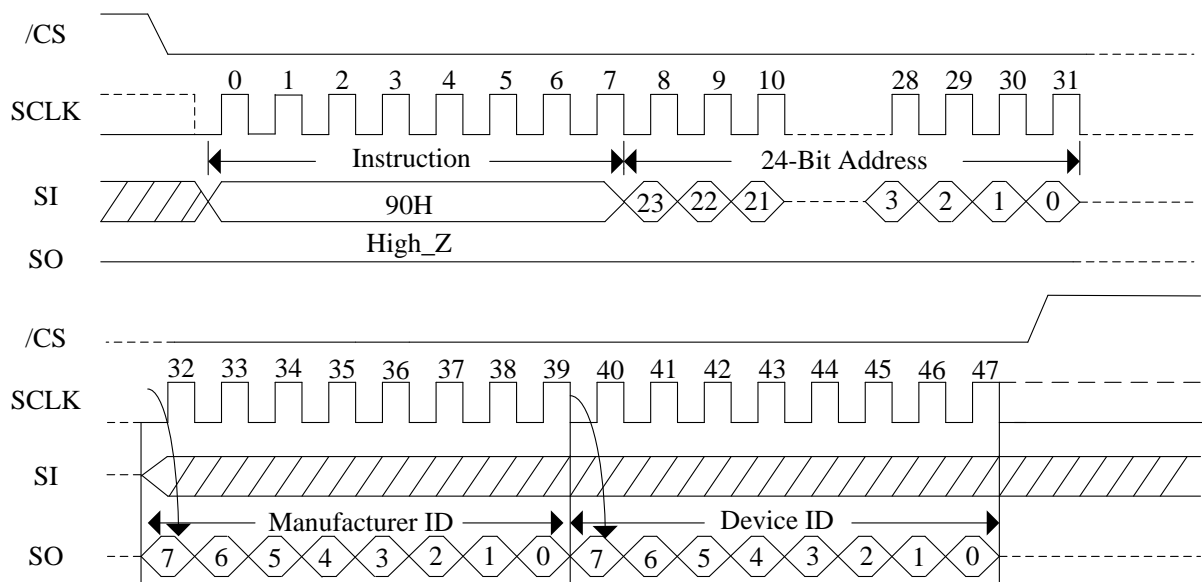 /CS
0 1 2 3 4 5 6 7 8 9 10 28 29 30 31
SCLK
Instruction 24-Bit Address
SI 90H 23 22 21 3 2 1 0
High_Z
SO
/CS
32 33 34 35 36 37 38 39 40 41 42 43 44 45 46 47
SCLK
SI
Manufacturer ID Device ID
SO 7 6 5 4 3 2 1 0 7 6 5 4 3 2 1 0